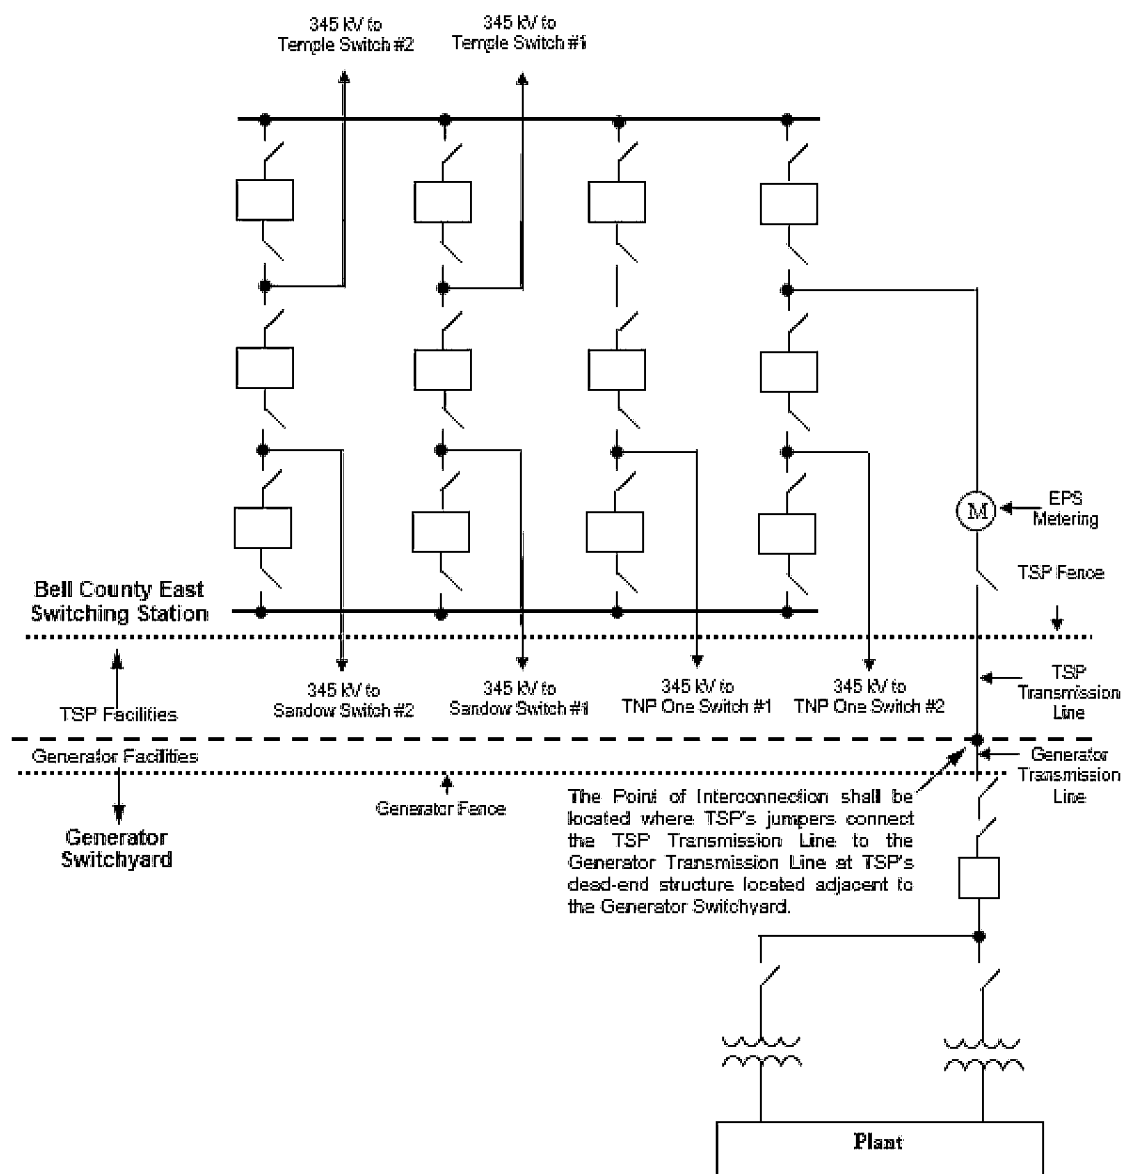 345 kV to
Temple Switch #2
345 kV to
Temple Switch #1
EPS
Metering
M
TSP Fence
Bell County East
Switching Station
TSP Facilities
345 kV to
Sandow Switch #2
345 kV to
Sandow Switch #1
345 kV to
TNP One Switch #1
345 kV to
TNP One Switch #2
TSP
Transmission
Line
Generator Facilities
Generator
Transmission
Line
Generator Fence
Generator
Switchyard
The Point of Interconnection shall be
located where TSP's jumpers connect
the TSP Transmission Line to the
Generator Transmission Line at TSP's
dead-end structure located adjacent to
the Generator Switchyard.
Plant